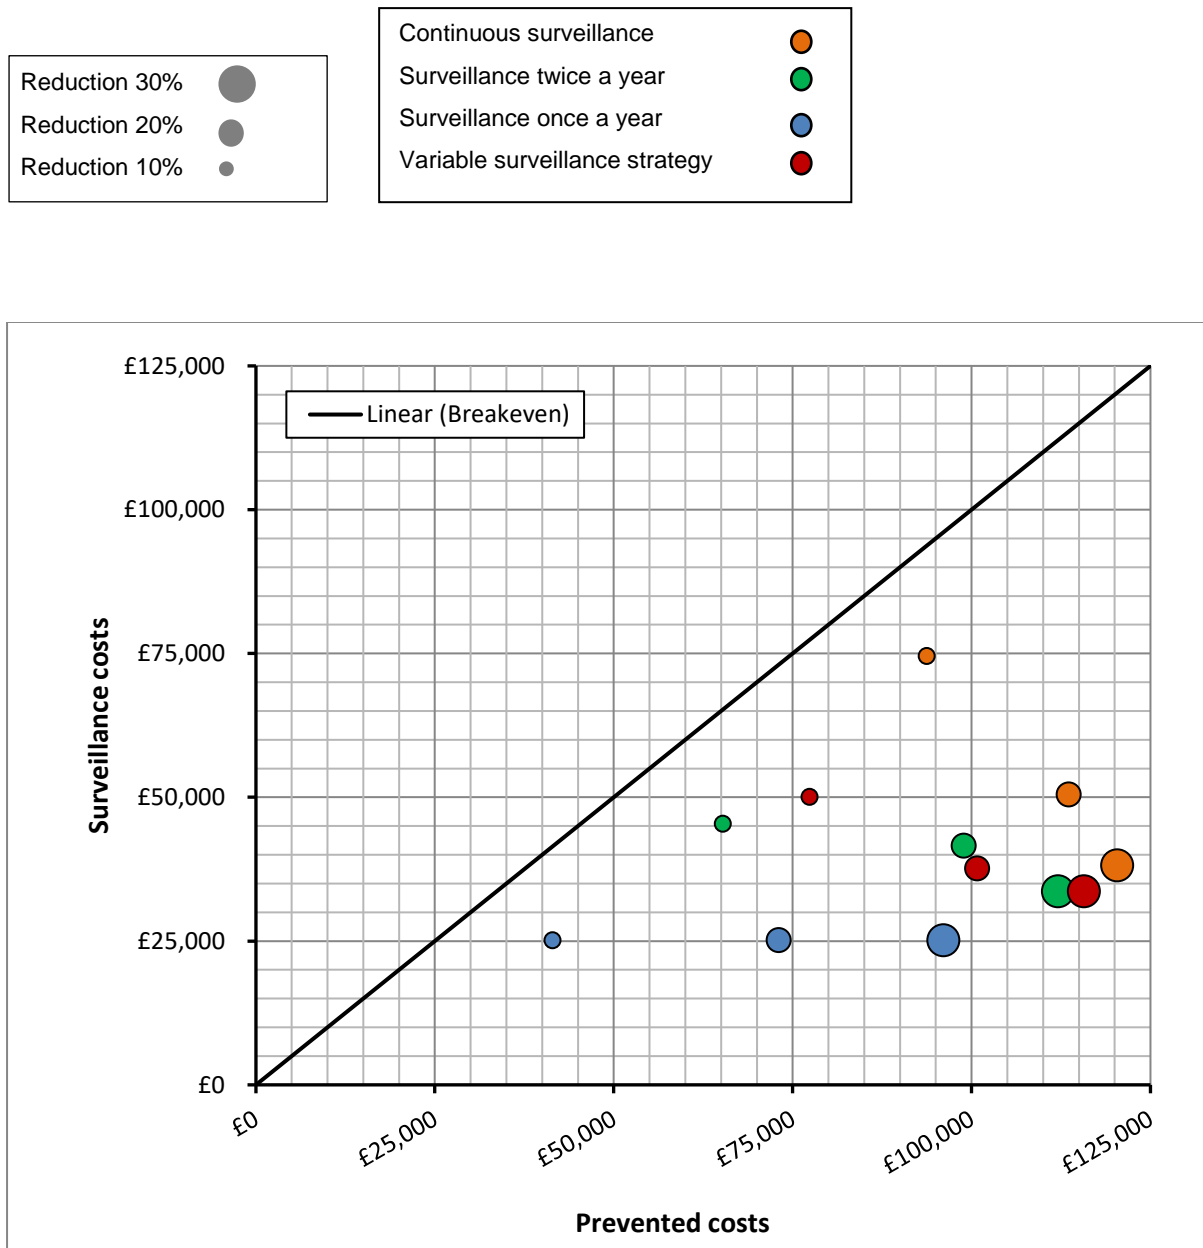 Reduction 30%
Reduction 20%
Reduction 10%
Continuous surveillance
Surveillance twice a year
Surveillance once a year
Variable surveillance strategy
£125,000
£100,000
£75,000
£50,000
£25,000
£0
Linear (Breakeven)
Surveillance costs
£0
£25,000
£50,000
£75,000
£100,000
£125,000
Prevented costs